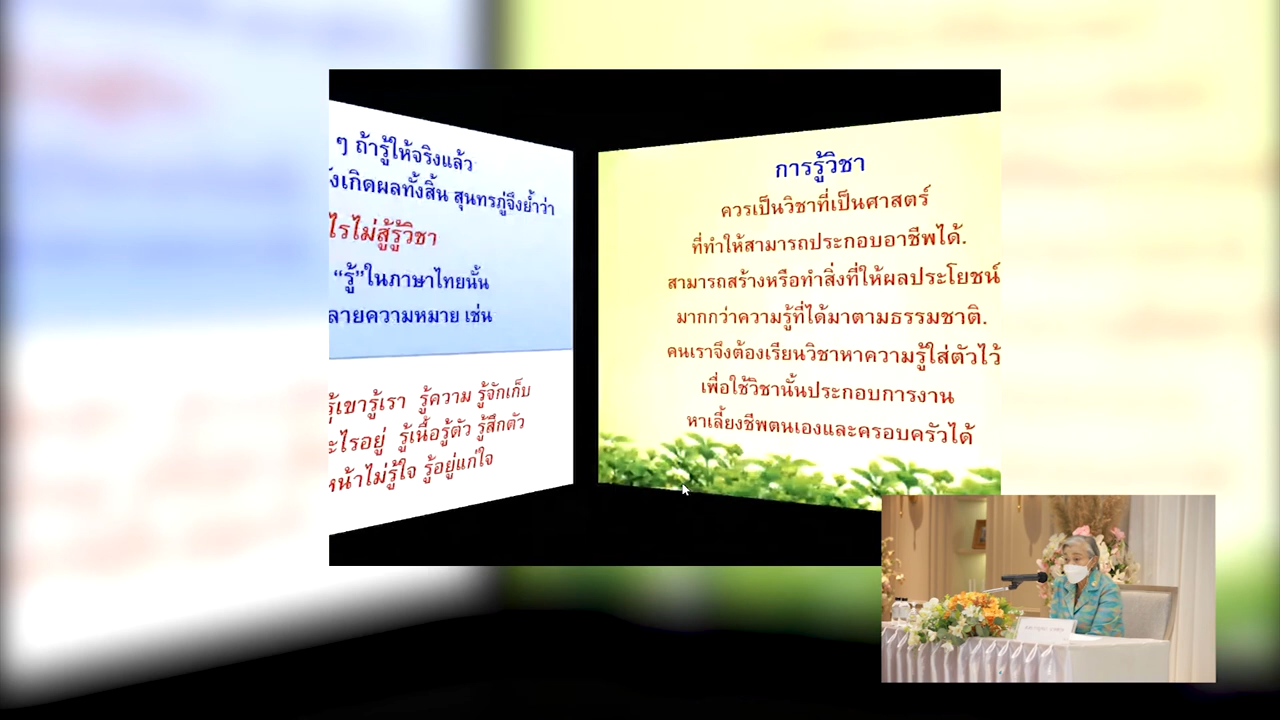 ๆ ถ้ารู้ให้จริงแล้ว
เกิดผลทั้งสิ้น สุนทรภู่จึงย้ำว่า
ไรไม่สู้รู้วิชา
“รู้”ในภาษาไทยนั้น
ลายความหมาย เช่น
รู้เขารู้เรา รู้ความ รู้จักเก็บ
ะไรอยู่ รู้เนื้อรู้ตัว รู้สึกตัว
หน้าไม่รู้ใจ รู้อยู่แก่ใจ
การรู้วิชา
ควรเป็นวิชาที่เป็นศาสตร์
ที่ทำให้สามารถประกอบอาชีพได้.
สามารถสร้างหรือทำสิ่งที่ให้ผลประโยชน์
มากกว่าความรู้ที่ได้มาตามธรรมชาติ.
คนเราจึงต้องเรียนวิชาหาความรู้ใส่ตัวไว้
เพื่อใช้วิชานั้นประกอบการงาน
หาเลี้ยงชีพตนเองและครอบครัวได้